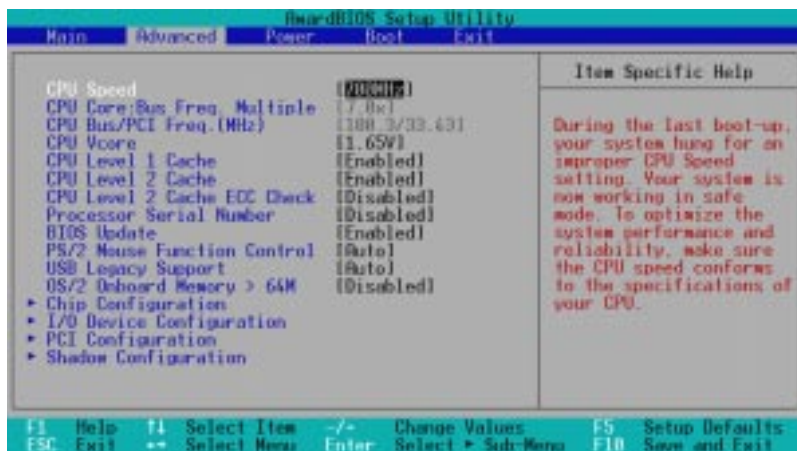 AwardBIOS Setup Utility
Main Advanced Power Boot Exit
Item Specific Help
CPU Speed [700MHz]
CPU Core:Bus Freq. Multiple [7.0x]
CPU Bus/PCI Freq.(MHz) [100.3/33.43]
CPU Vcore [1.65V]
CPU Level 1 Cache [Enabled]
CPU Level 2 Cache [Enabled]
CPU Level 2 Cache ECC Check [Disabled]
Processor Serial Number [Disabled]
BIOS Update [Enabled]
PS/2 Mouse Function Control [Auto]
USB Legacy Support [Auto]
OS/2 Onboard Memory > 64M [Disabled]
▸ Chip Configuration
▸ I/O Device Configuration
▸ PCI Configuration
▸ Shadow Configuration
During the last boot-up,
your system hung for an
improper CPU Speed
setting. Your system is
now working in safe
mode. To optimize the
system performance and
reliability, make sure
the CPU speed conforms
to the specifications of
your CPU.
F1 Help ↑↓ Select Item -/+ Change Values F5 Setup Defaults
ESC Exit ←→ Select Menu Enter Select ▸ Sub-Menu F10 Save and Exit